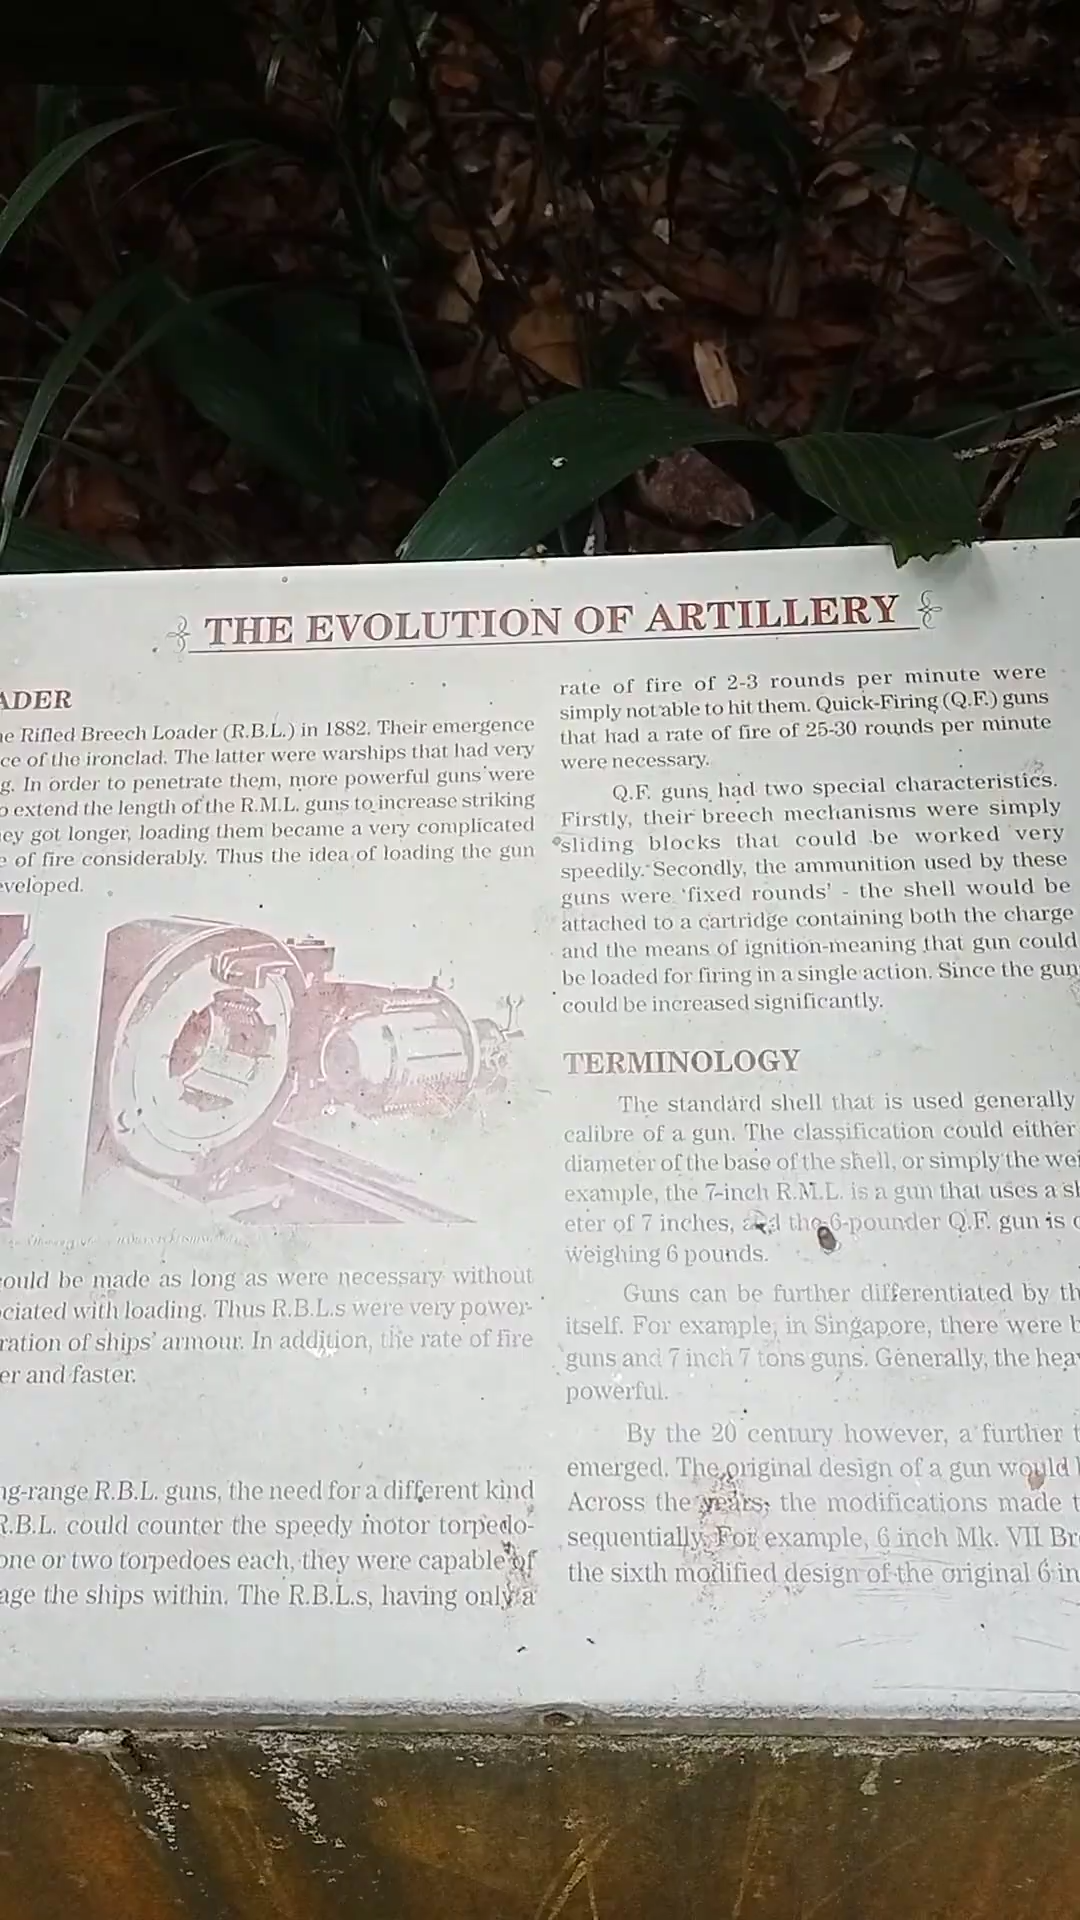 THE EVOLUTION OF ARTILLERY
ADER
Rifled Breech Loader (R.B.L.) in 1882. Their emergence
ce of the ironclad. The latter were warships that had very
g. In order to penetrate them, more powerful guns were
o extend the length of the R.M.L. guns to increase striking
ey got longer, loading them became a very complicated
e of fire considerably. Thus the idea of loading the gun
eveloped.
ould be made as long as were necessary without
ciated with loading. Thus R.B.L.s were very power-
ration of ships' armour. In addition, the rate of fire
er and faster.
ng-range R.B.L. guns, the need for a different kind
R.B.L. could counter the speedy motor torpedo-
one or two torpedoes each, they were capable of
age the ships within. The R.B.L.s, having only a
rate of fire of 2-3 rounds per minute were
simply not able to hit them. Quick-Firing (Q.F.) guns
that had a rate of fire of 25-30 rounds per minute
were necessary.
Q.F. guns had two special characteristics.
Firstly, their breech mechanisms were simply
sliding blocks that could be worked very
speedily. Secondly, the ammunition used by these
guns were 'fixed rounds' - the shell would be
attached to a cartridge containing both the charge
and the means of ignition-meaning that gun could
be loaded for firing in a single action. Since the gun
could be increased significantly.
TERMINOLOGY
The standard shell that is used generally
calibre of a gun. The classification could either
diameter of the base of the shell, or simply the wei
example, the 7-inch R.M.L. is a gun that uses a sh
eter of 7 inches, and the 6-pounder Q.F. gun is
weighing 6 pounds.
Guns can be further differentiated by th
itself. For example, in Singapore, there were b
guns and 7 inch 7 tons guns. Generally, the hea
powerful.
By the 20 century however, a further t
emerged. The original design of a gun would
Across the years, the modifications made t
sequentially. For example, 6 inch Mk. VII Br
the sixth modified design of the original 6 in